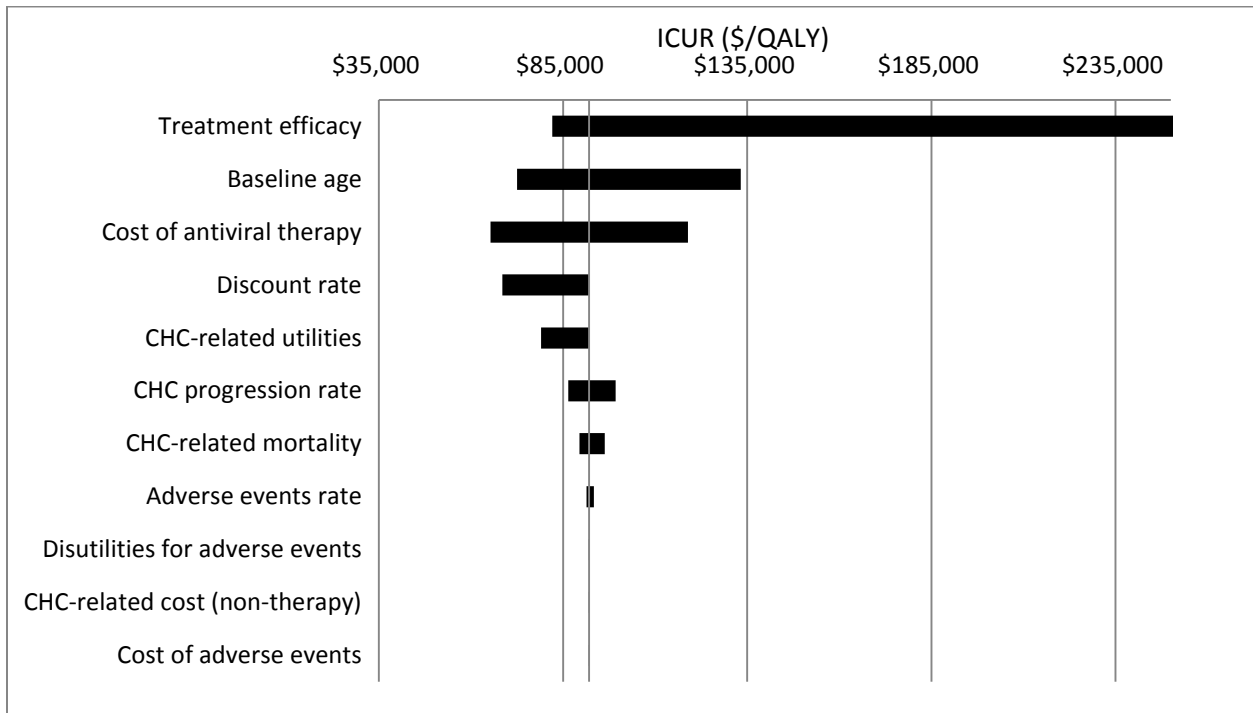 ICUR ($/QALY)
$35,000 $85,000 $135,000 $185,000 $235,000
Treatment efficacy
Baseline age
Cost of antiviral therapy
Discount rate
CHC-related utilities
CHC progression rate
CHC-related mortality
Adverse events rate
Disutilities for adverse events
CHC-related cost (non-therapy)
Cost of adverse events